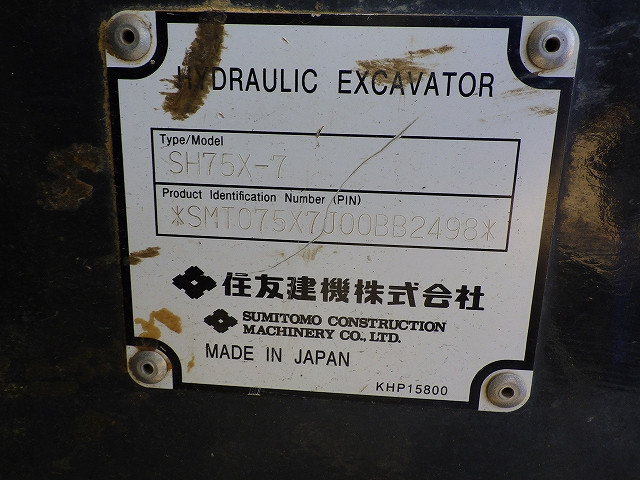 HYDRAULIC EXCAVATOR
Type/Model
SH75X-7
Product Identification Number (PIN)
*SMT075X7J00BB2498*
住友建機株式会社
SUMITOMO CONSTRUCTION
MACHINERY CO., LTD.
MADE IN JAPAN
KHP15800